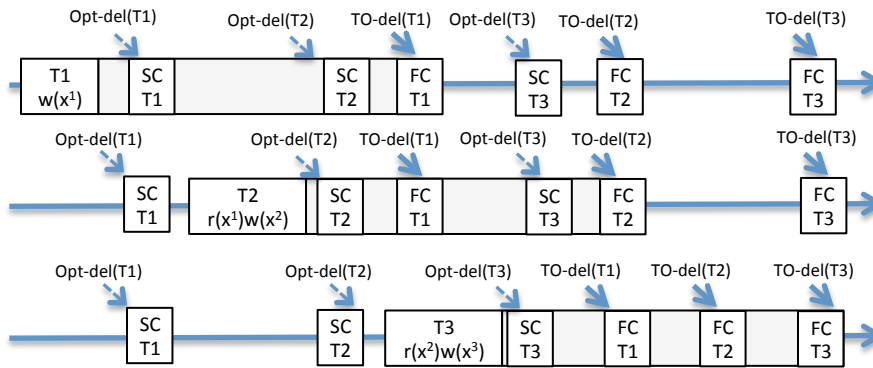 Opt-del(T1) Opt-del(T2) TO-del(T1) Opt-del(T3) TO-del(T2) TO-del(T3)
T1 SC SC FC SC FC FC
w(x¹) T1 T2 T1 T3 T2 T3
Opt-del(T1) Opt-del(T2) TO-del(T1) Opt-del(T3) TO-del(T2) TO-del(T3)
SC T2 SC FC SC FC FC
T1 r(x¹)w(x²) T2 T1 T3 T2 T3
Opt-del(T1) Opt-del(T2) Opt-del(T3) TO-del(T1) TO-del(T2) TO-del(T3)
SC SC T3 SC FC FC FC
T1 T2 r(x²)w(x³) T3 T1 T2 T3